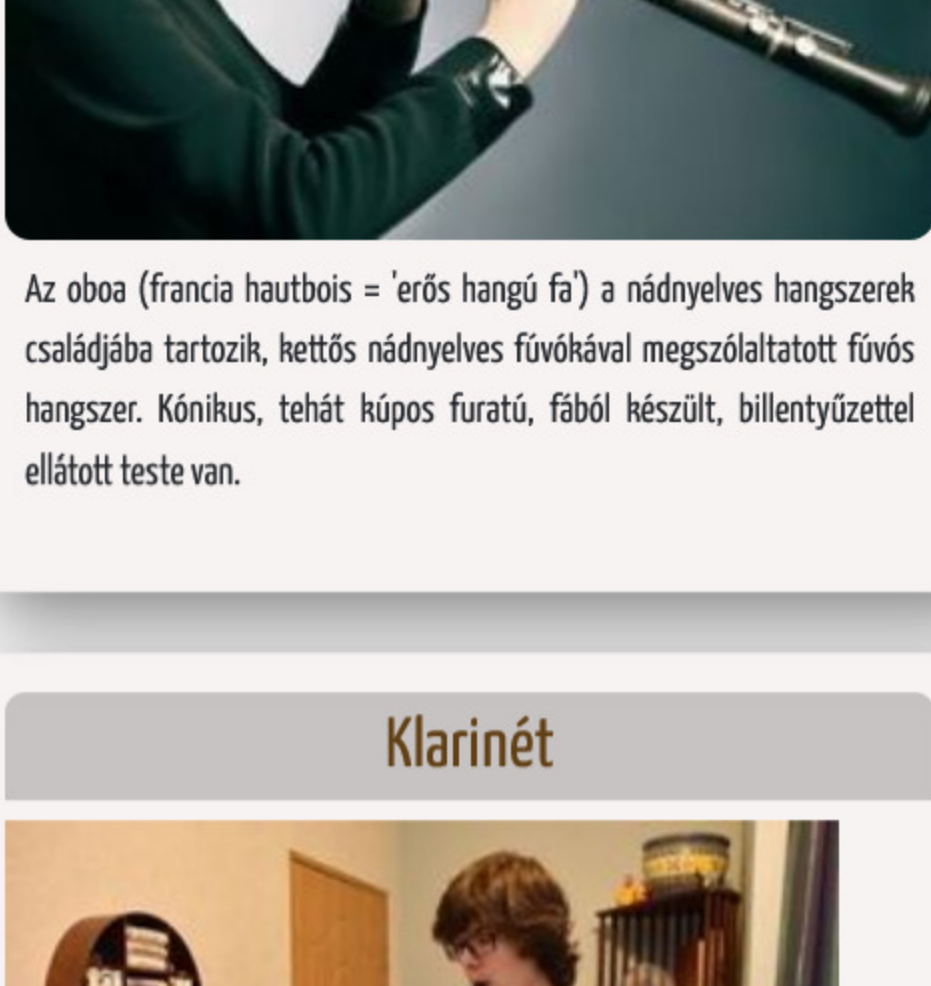 Az oboa (francia hautbois = 'erős hangú fa') a nádnyelves hangszerek
családjába tartozik, kettős nádnyelves fúvókával megszólaltatott fúvós
hangszer. Kónikus, tehát kúpos furatú, fából készült, billentyűzettel
ellátott teste van.
Klarinét